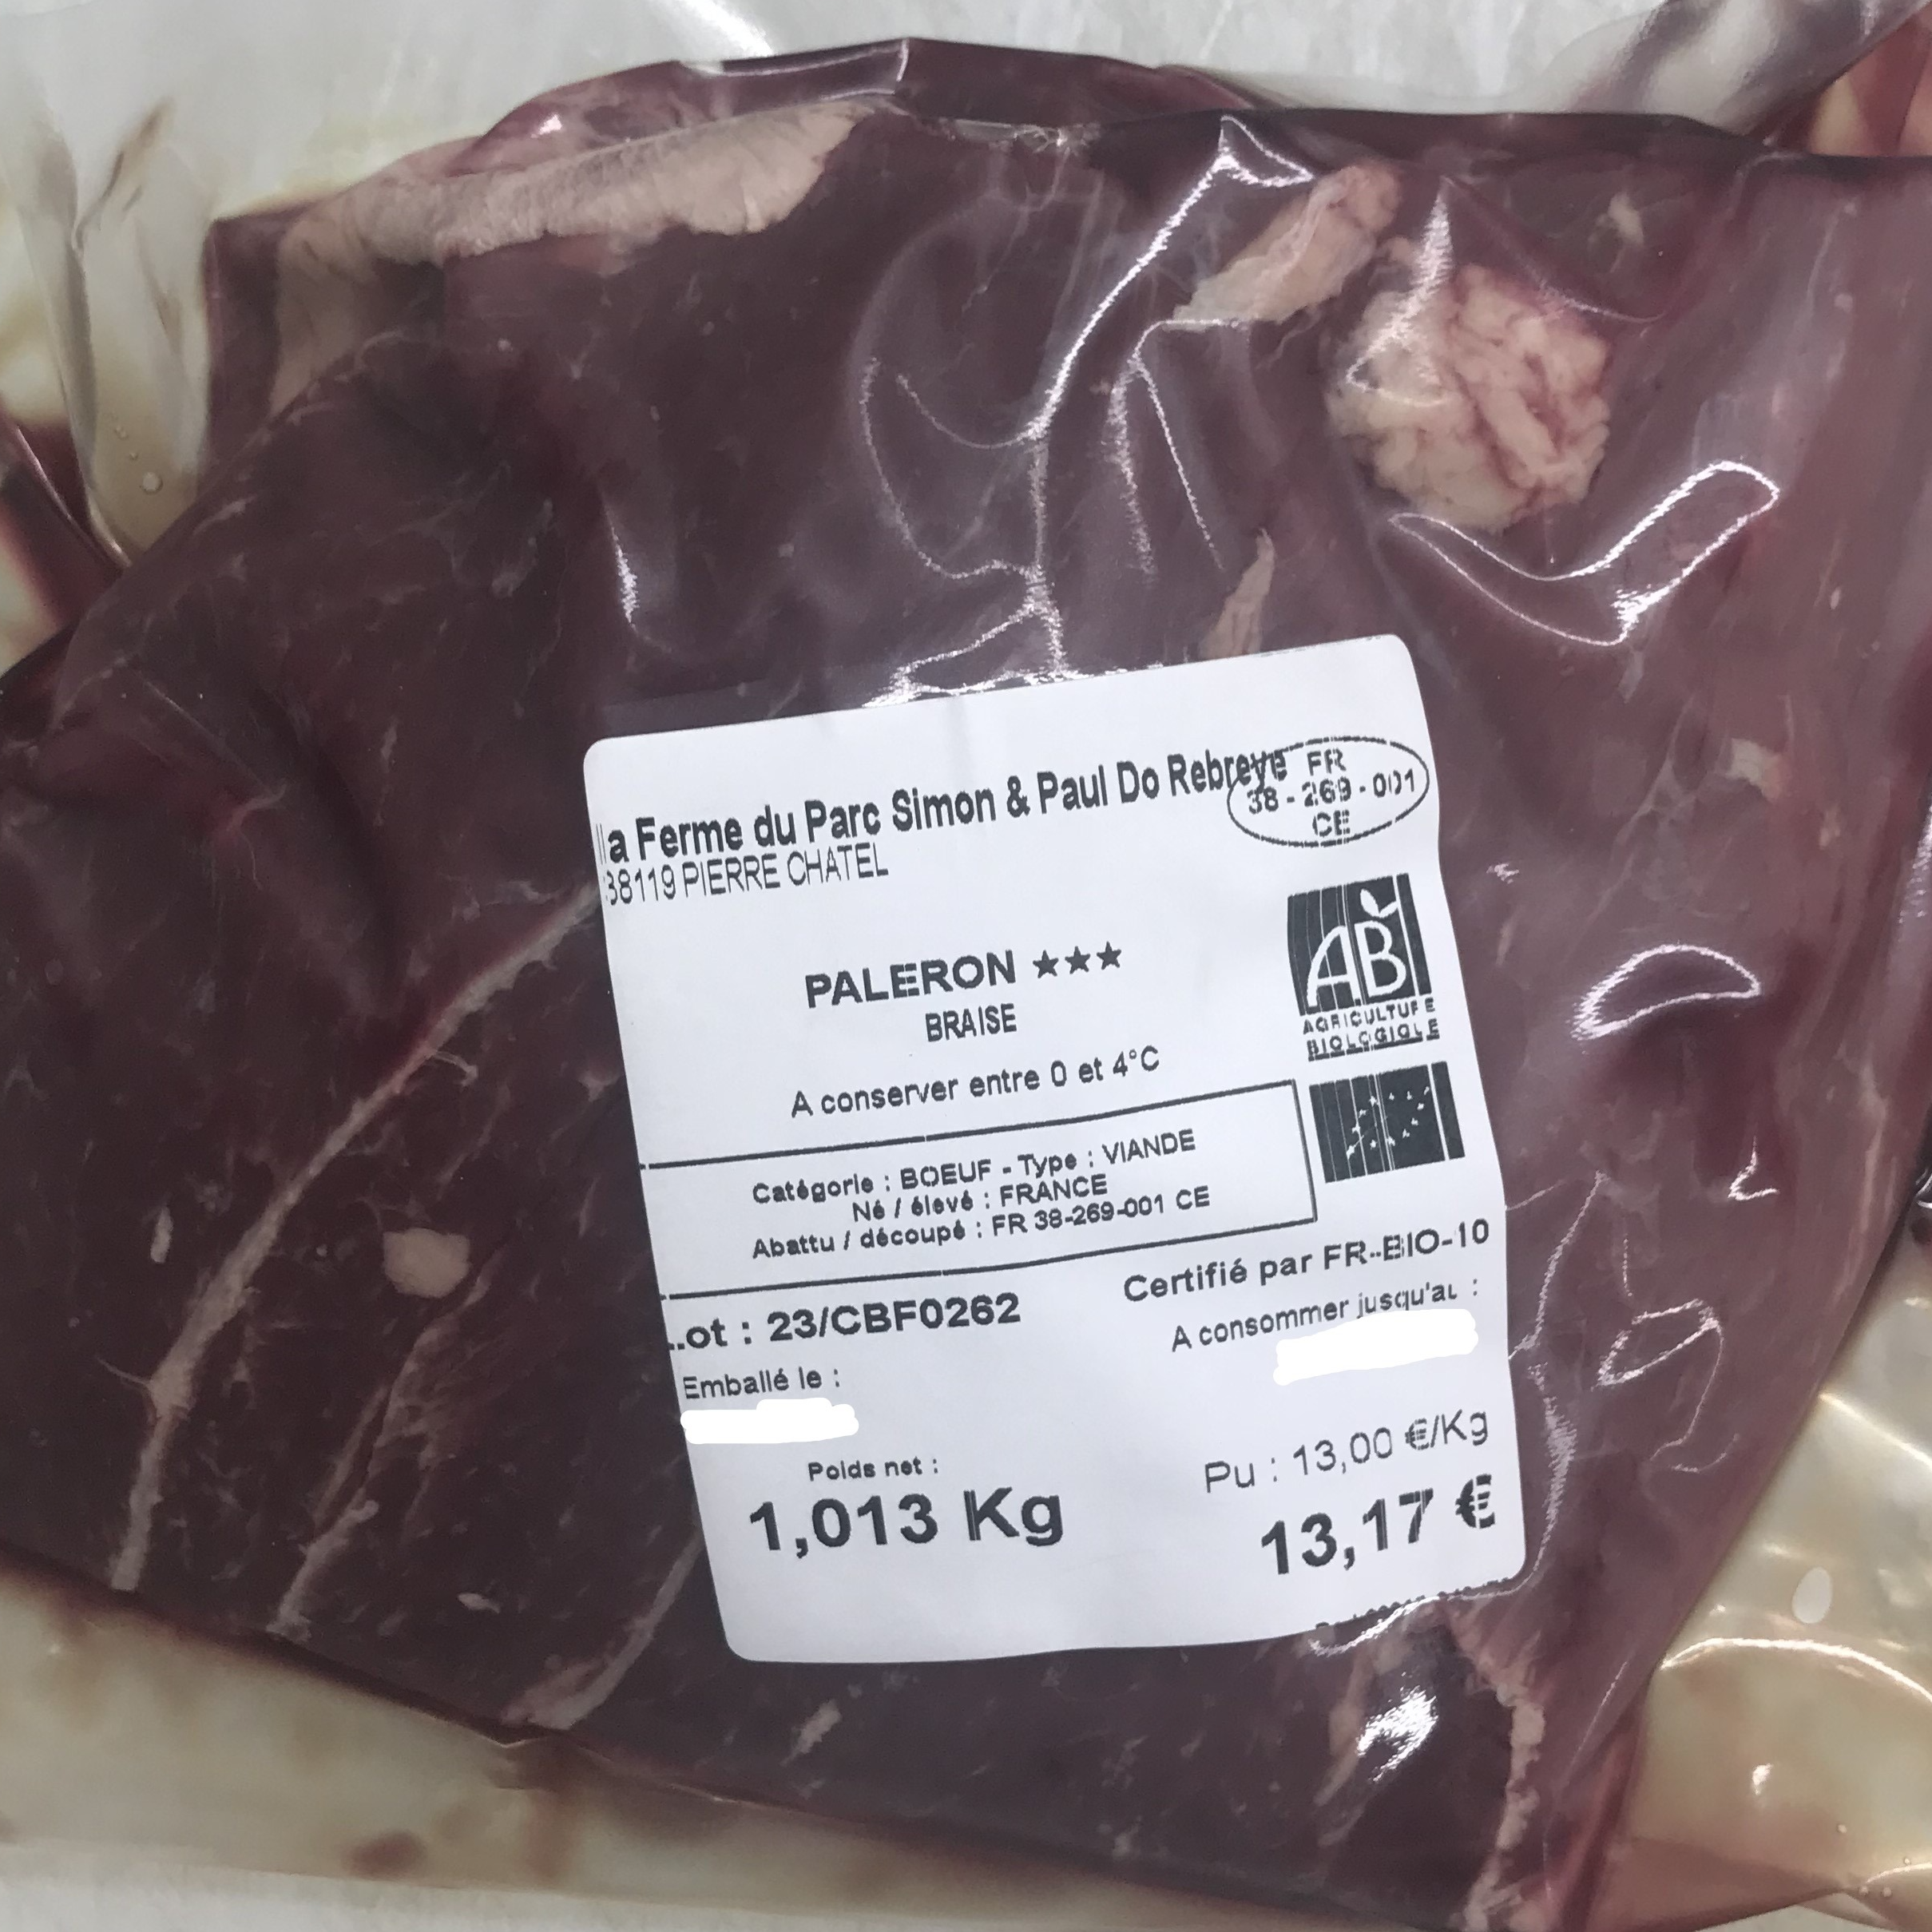 la Ferme du Parc Simon & Paul Do Rebreye
38119 PIERRE CHATEL
FR
38-269-001
CE
PALERON ★★★
BRAISE
A conserver entre 0 et 4°C
AB
AGRICULTURE
BIOLOGIQUE
Catégorie : BOEUF - Type : VIANDE
Né / élevé : FRANCE
Abattu / découpé : FR 38-269-001 CE
Certifié par FR-BIO-10
Lot : 23/CBF0262
A consommer jusqu'au :
Emballé le :
Poids net :
1,013 Kg
Pu : 13,00 €/Kg
13,17 €